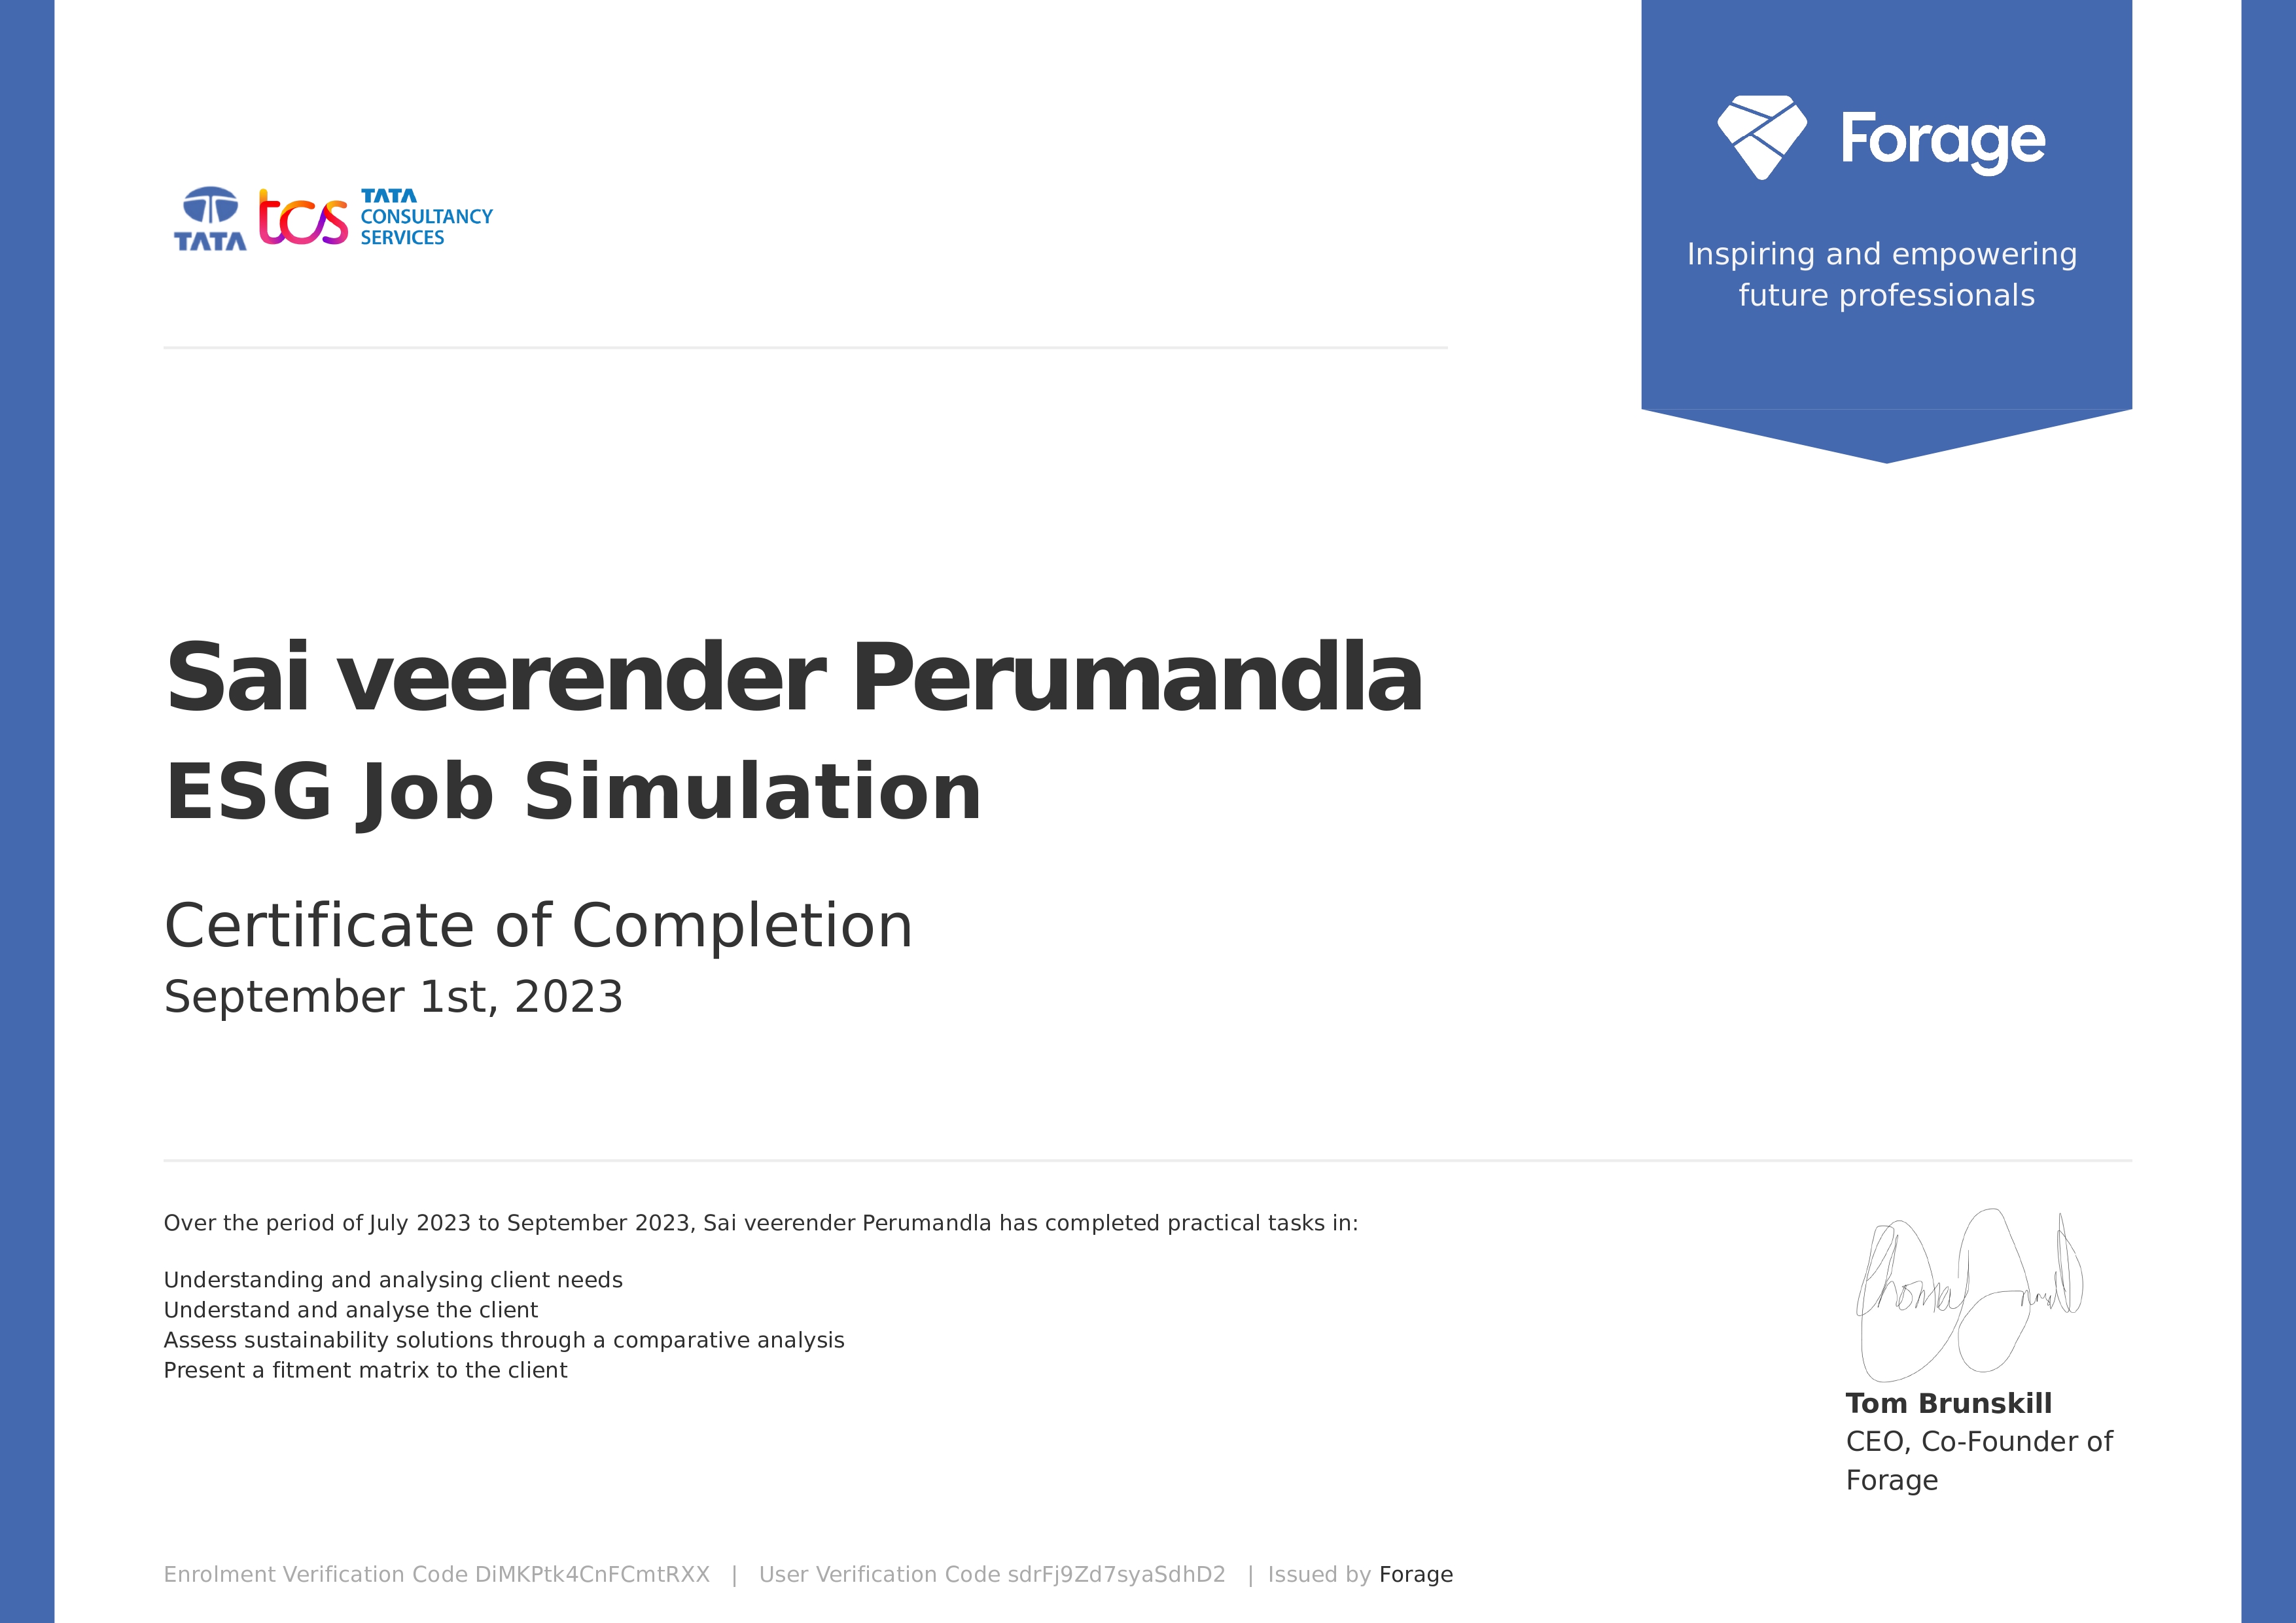 TATA
tcs
TATA
CONSULTANCY
SERVICES
Forage
Inspiring and empowering
future professionals
Sai veerender Perumandla
ESG Job Simulation
Certificate of Completion
September 1st, 2023
Over the period of July 2023 to September 2023, Sai veerender Perumandla has completed practical tasks in:
Understanding and analysing client needs
Understand and analyse the client
Assess sustainability solutions through a comparative analysis
Present a fitment matrix to the client
Tom Brunskill
CEO, Co-Founder of
Forage
Enrolment Verification Code DiMKPtk4CnFCmtRXX | User Verification Code sdrFj9Zd7syaSdhD2 | Issued by Forage